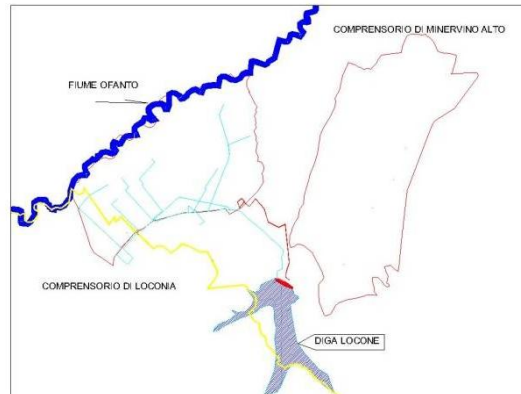 COMPRENSORIO DI MINERVINO ALTO
FIUME OFANTO
COMPRENSORIO DI LOCONIA
DIGA LOCONE